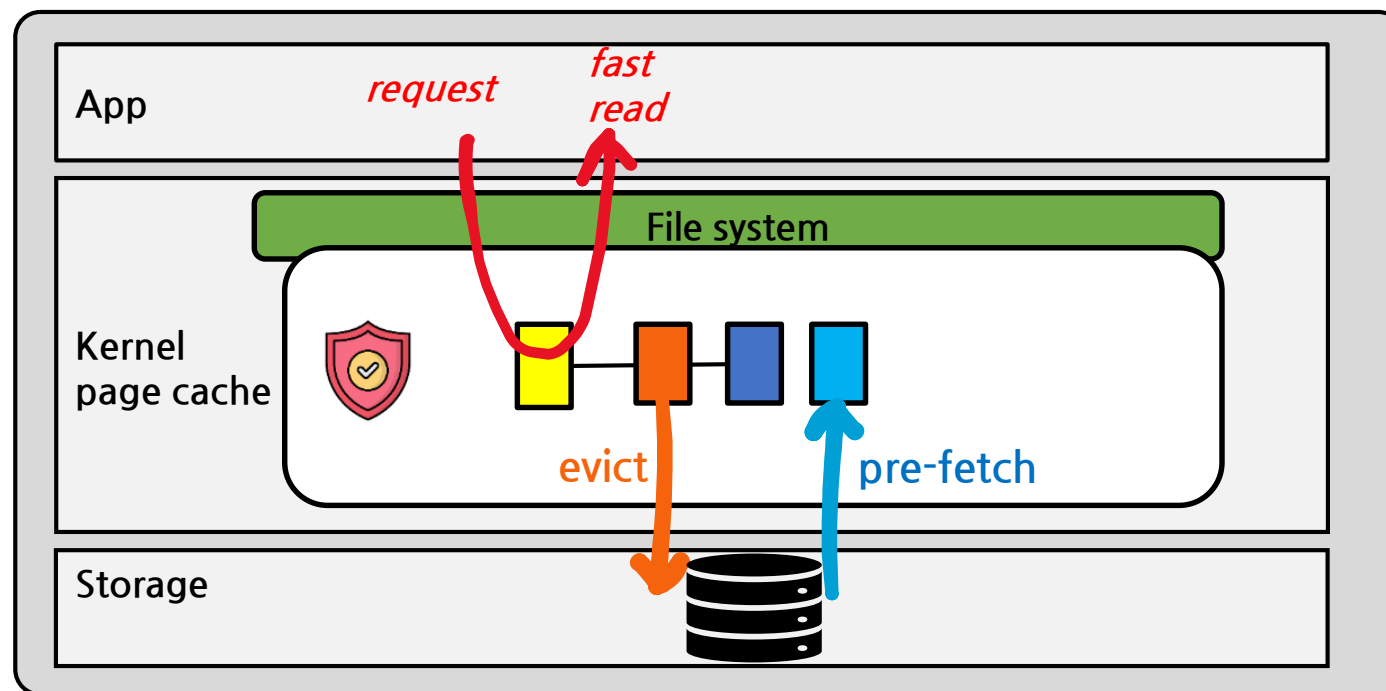 App
request
fast
read
File system
Kernel
page cache
evict
pre-fetch
Storage